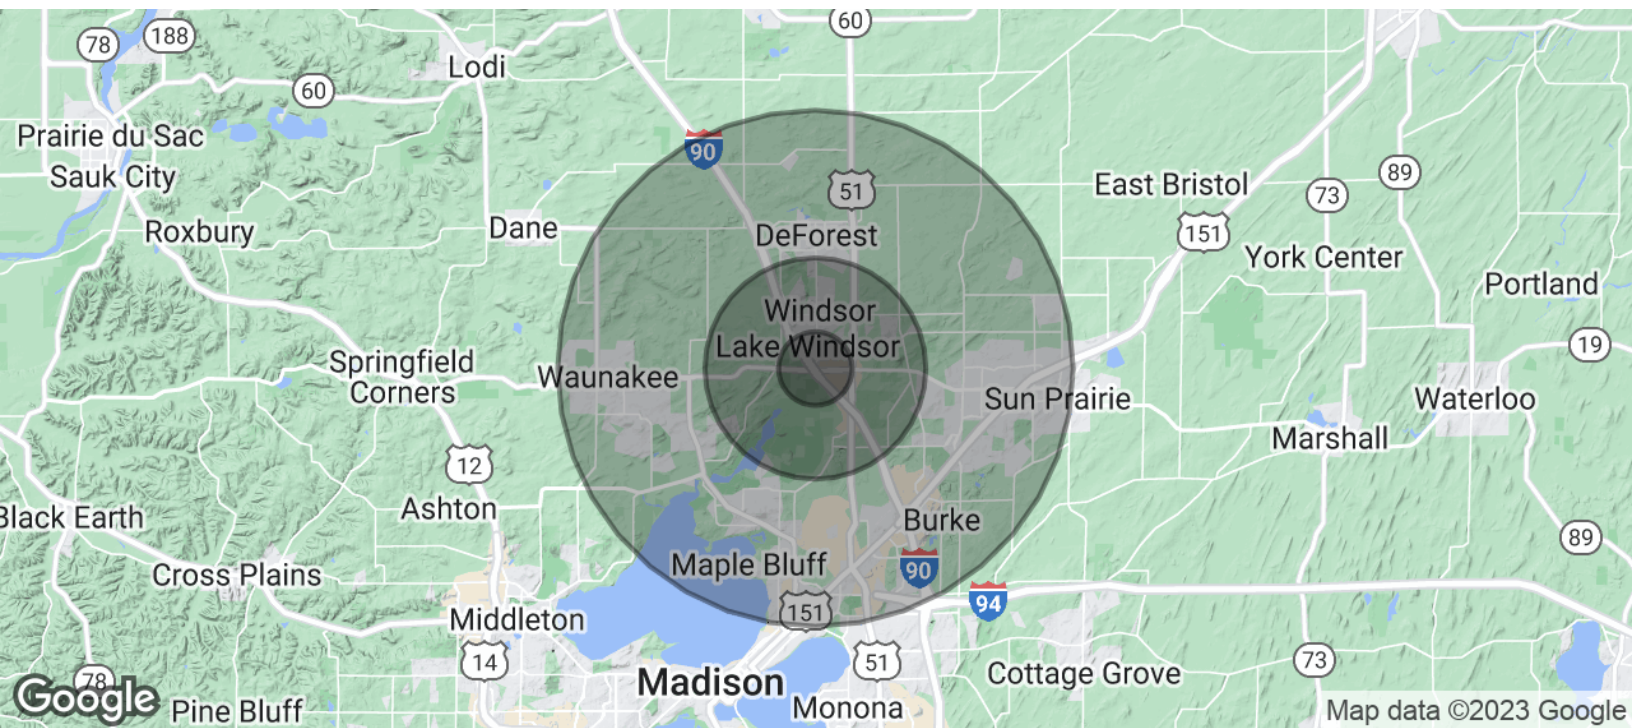 60
78
188
Lodi
60
Prairie du Sac
90
Sauk City
89
East Bristol
51
73
Roxbury
Dane
DeForest
151
York Center
Portland
Windsor
Lake Windsor
19
Springfield
Corners
Waunakee
Sun Prairie
Waterloo
Marshall
12
Ashton
Black Earth
Burke
89
Maple Bluff
90
Cross Plains
94
151
Middleton
14
51
73
Madison
Cottage Grove
78
Google
Pine Bluff
Monona
Map data ©2023 Google